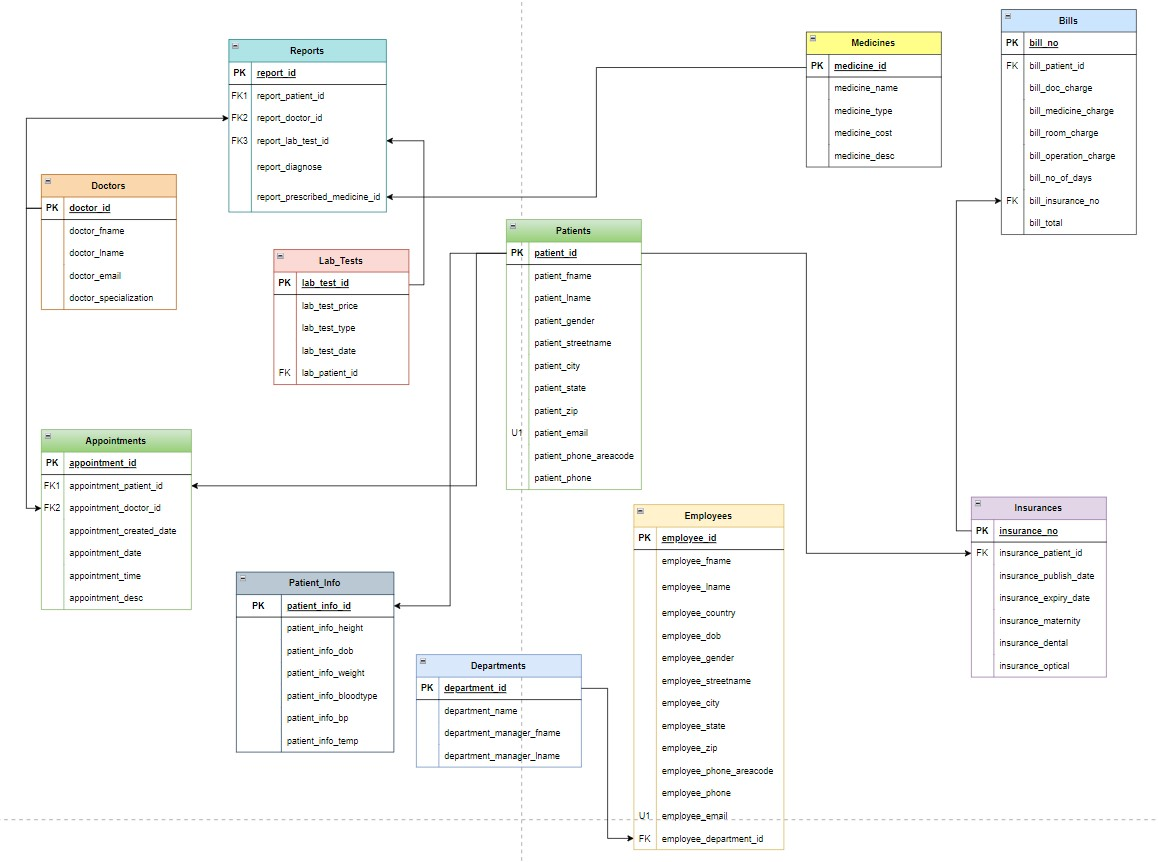 Reports
PK report_id
FK1 report_patient_id
FK2 report_doctor_id
FK3 report_lab_test_id
report_diagnose
report_prescribed_medicine_id
Medicines
PK medicine_id
medicine_name
medicine_type
medicine_cost
medicine_desc
Bills
PK bill_no
FK bill_patient_id
bill_doc_charge
bill_medicine_charge
bill_room_charge
bill_operation_charge
bill_no_of_days
FK bill_insurance_no
bill_total
Doctors
PK doctor_id
doctor_fname
doctor_lname
doctor_email
doctor_specialization
Lab_Tests
PK lab_test_id
lab_test_price
lab_test_type
lab_test_date
FK lab_patient_id
Patients
PK patient_id
patient_fname
patient_lname
patient_gender
patient_streetname
patient_city
patient_state
patient_zip
U1 patient_email
patient_phone_areacode
patient_phone
Appointments
PK appointment_id
FK1 appointment_patient_id
FK2 appointment_doctor_id
appointment_created_date
appointment_date
appointment_time
appointment_desc
Patient_Info
PK patient_info_id
patient_info_height
patient_info_dob
patient_info_weight
patient_info_bloodtype
patient_info_bp
patient_info_temp
Departments
PK department_id
department_name
department_manager_fname
department_manager_lname
Employees
PK employee_id
employee_fname
employee_lname
employee_country
employee_dob
employee_gender
employee_streetname
employee_city
employee_state
employee_zip
employee_phone_areacode
employee_phone
U1 employee_email
FK employee_department_id
Insurances
PK insurance_no
FK insurance_patient_id
insurance_publish_date
insurance_expiry_date
insurance_maternity
insurance_dental
insurance_optical